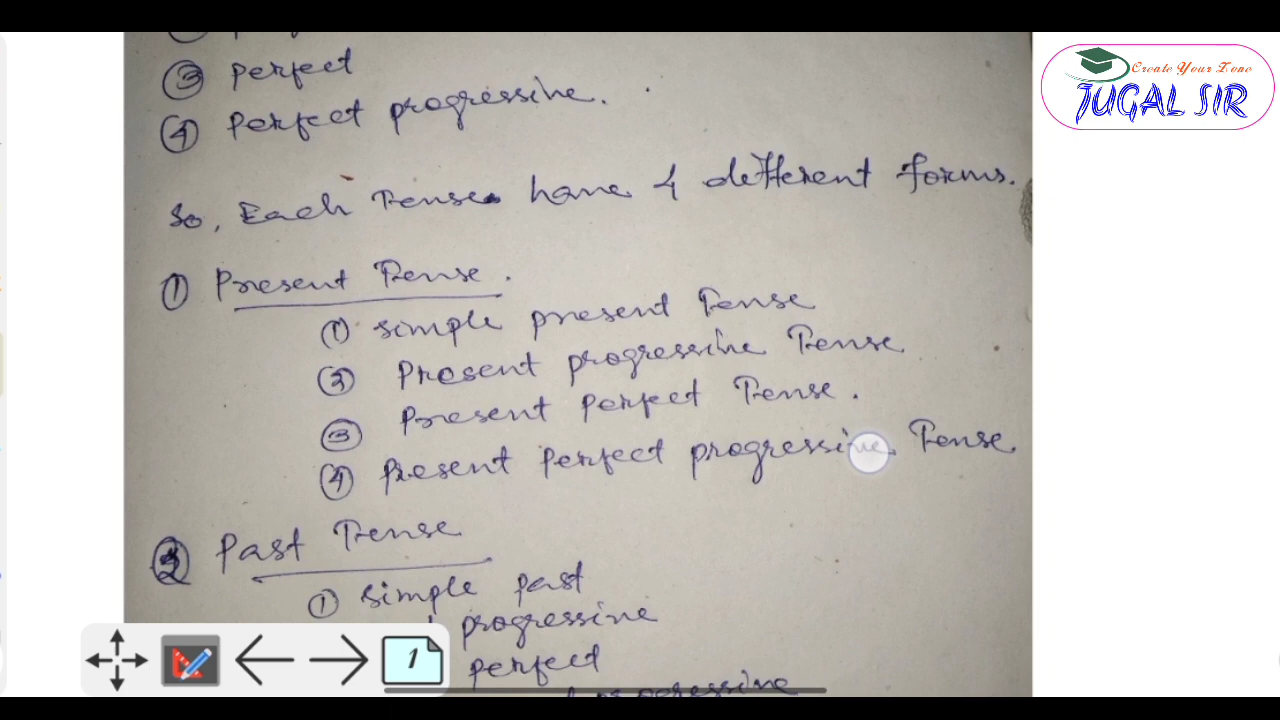 ③ perfect
④ perfect progressive.
So, Each Tense have 4 different forms.
① Present Tense.
① simple present Tense
② Present progressive Tense
③ Present perfect Tense.
④ Present perfect progressive Tense
② Past Tense
① simple past
progressive
perfect
progressive
1
Create Your Zone
JUGAL SIR